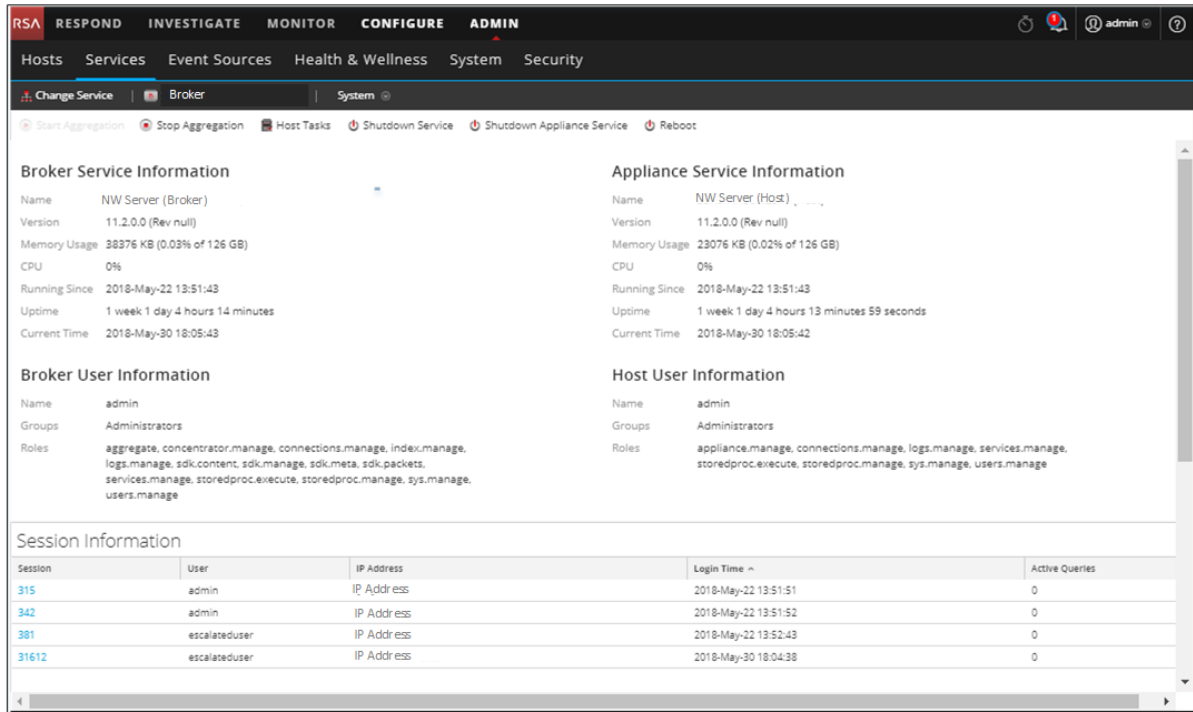 RSA RESPOND INVESTIGATE MONITOR CONFIGURE ADMIN 1 admin ?
Hosts Services Event Sources Health & Wellness System Security
Change Service | Broker | System
Start Aggregation Stop Aggregation Host Tasks Shutdown Service Shutdown Appliance Service Reboot
Broker Service Information
Name NW Server (Broker)
Version 11.2.0.0 (Rev null)
Memory Usage 38376 KB (0.03% of 126 GB)
CPU 0%
Running Since 2018-May-22 13:51:43
Uptime 1 week 1 day 4 hours 14 minutes
Current Time 2018-May-30 18:05:43
Appliance Service Information
Name NW Server (Host)
Version 11.2.0.0 (Rev null)
Memory Usage 23076 KB (0.02% of 126 GB)
CPU 0%
Running Since 2018-May-22 13:51:43
Uptime 1 week 1 day 4 hours 13 minutes 59 seconds
Current Time 2018-May-30 18:05:42
Broker User Information
Name admin
Groups Administrators
Roles aggregate, concentrator.manage, connections.manage, index.manage,
logs.manage, sdk.content, sdk.manage, sdk.meta, sdk.packets,
services.manage, storedproc.execute, storedproc.manage, sys.manage,
users.manage
Host User Information
Name admin
Groups Administrators
Roles appliance.manage, connections.manage, logs.manage, services.manage,
storedproc.execute, storedproc.manage, sys.manage, users.manage
Session Information
Session User IP Address Login Time Active Queries
315 admin IP Address 2018-May-22 13:51:51 0
342 admin IP Address 2018-May-22 13:51:52 0
381 escalateduser IP Address 2018-May-22 13:52:43 0
31612 escalateduser IP Address 2018-May-30 18:04:38 0